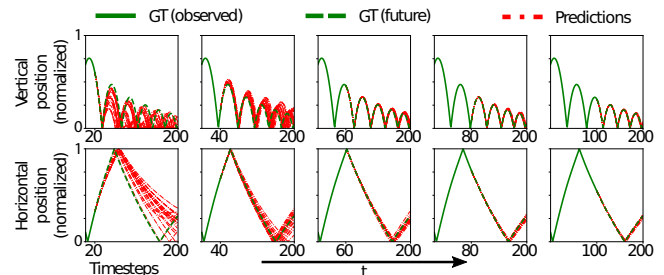 GT (observed) GT (future) Predictions
Vertical position (normalized)
1
0
20 200 40 200 60 200 80 200 100 200
Horizontal position (normalized)
1
0
20 200 40 200 60 200 80 200 100 200
Timesteps t